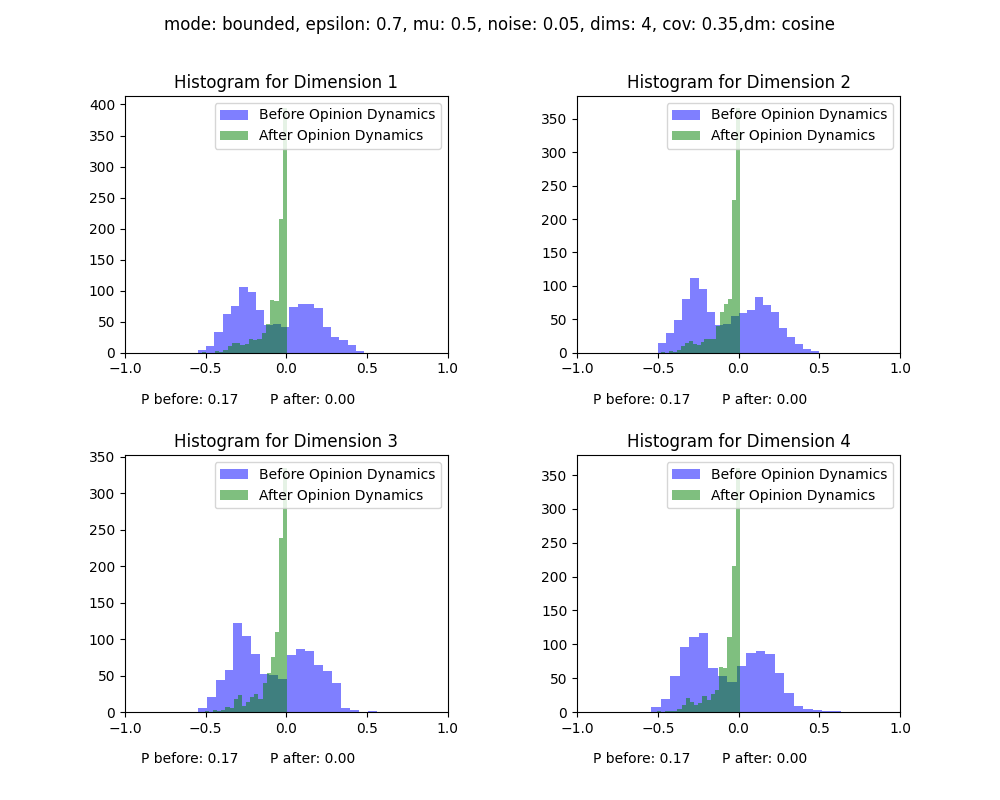 mode: bounded, epsilon: 0.7, mu: 0.5, noise: 0.05, dims: 4, cov: 0.35,dm: cosine
Histogram for Dimension 1
Before Opinion Dynamics
After Opinion Dynamics
400
350
300
250
200
150
100
50
0
−1.0 −0.5 0.0 0.5 1.0
P before: 0.17 P after: 0.00
Histogram for Dimension 2
Before Opinion Dynamics
After Opinion Dynamics
350
300
250
200
150
100
50
0
−1.0 −0.5 0.0 0.5 1.0
P before: 0.17 P after: 0.00
Histogram for Dimension 3
Before Opinion Dynamics
After Opinion Dynamics
350
300
250
200
150
100
50
0
−1.0 −0.5 0.0 0.5 1.0
P before: 0.17 P after: 0.00
Histogram for Dimension 4
Before Opinion Dynamics
After Opinion Dynamics
350
300
250
200
150
100
50
0
−1.0 −0.5 0.0 0.5 1.0
P before: 0.17 P after: 0.00